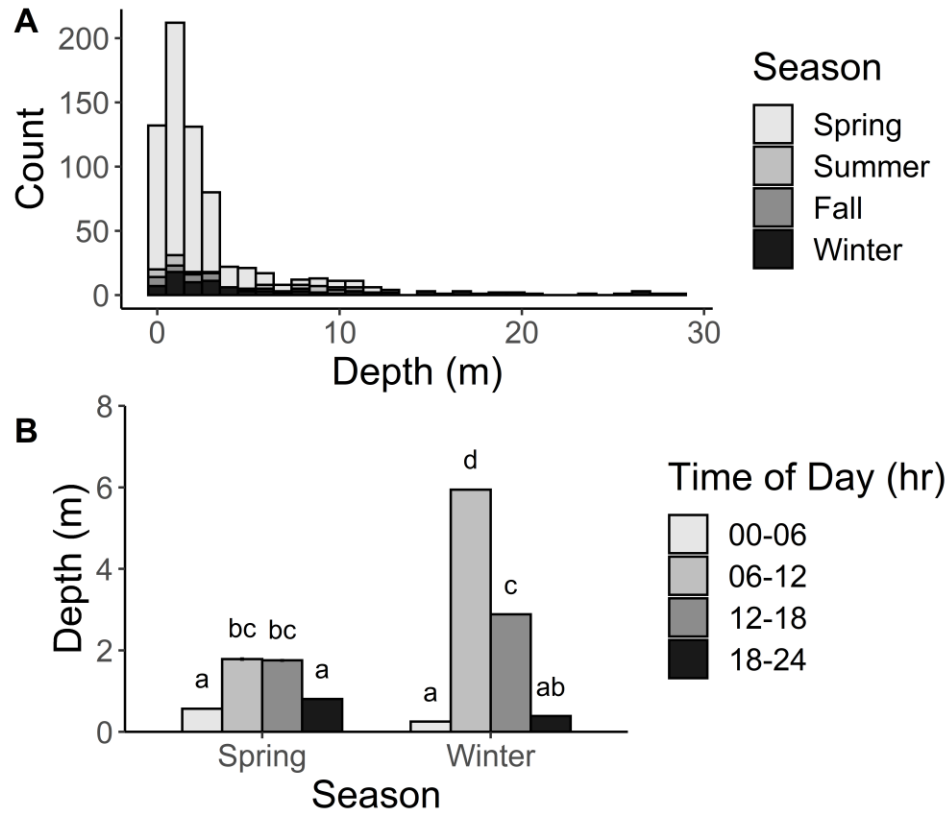 A
200
150
100
50
0
Count
0 10 20 30
Depth (m)
Season
Spring
Summer
Fall
Winter
B
8
6
4
2
0
Depth (m)
a bc bc a
a d c ab
Spring Winter
Season
Time of Day (hr)
00-06
06-12
12-18
18-24